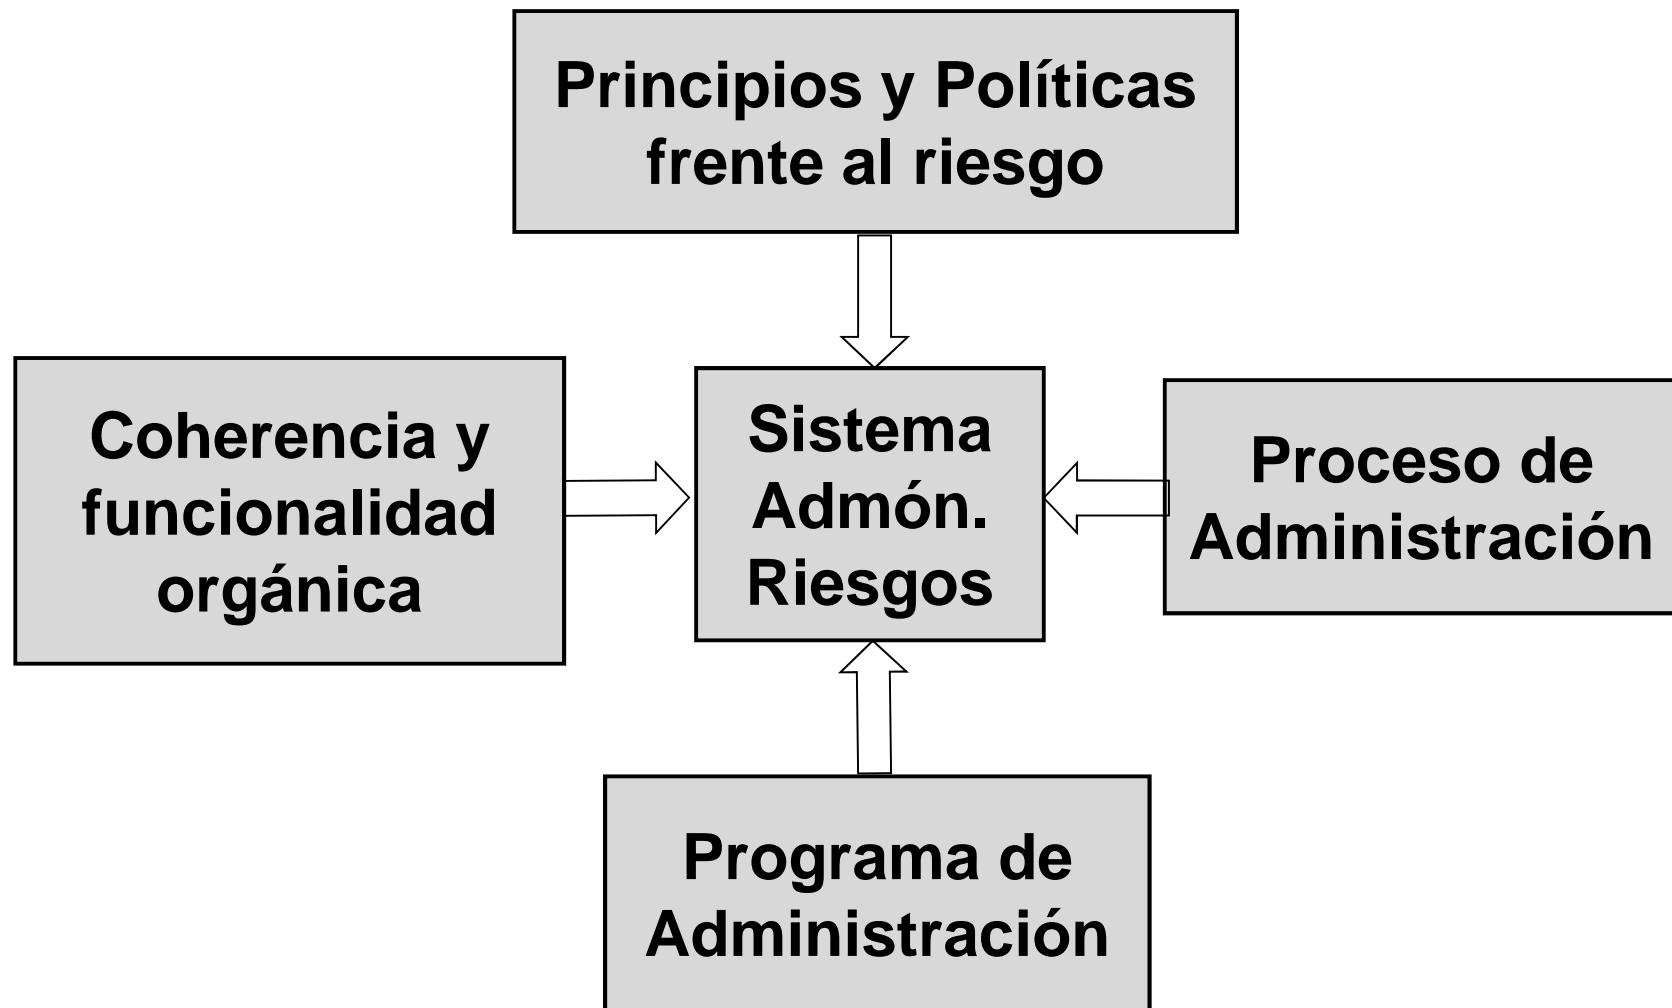 Principios y Políticas
frente al riesgo
Coherencia y
funcionalidad
orgánica
Sistema
Admón.
Riesgos
Proceso de
Administración
Programa de
Administración